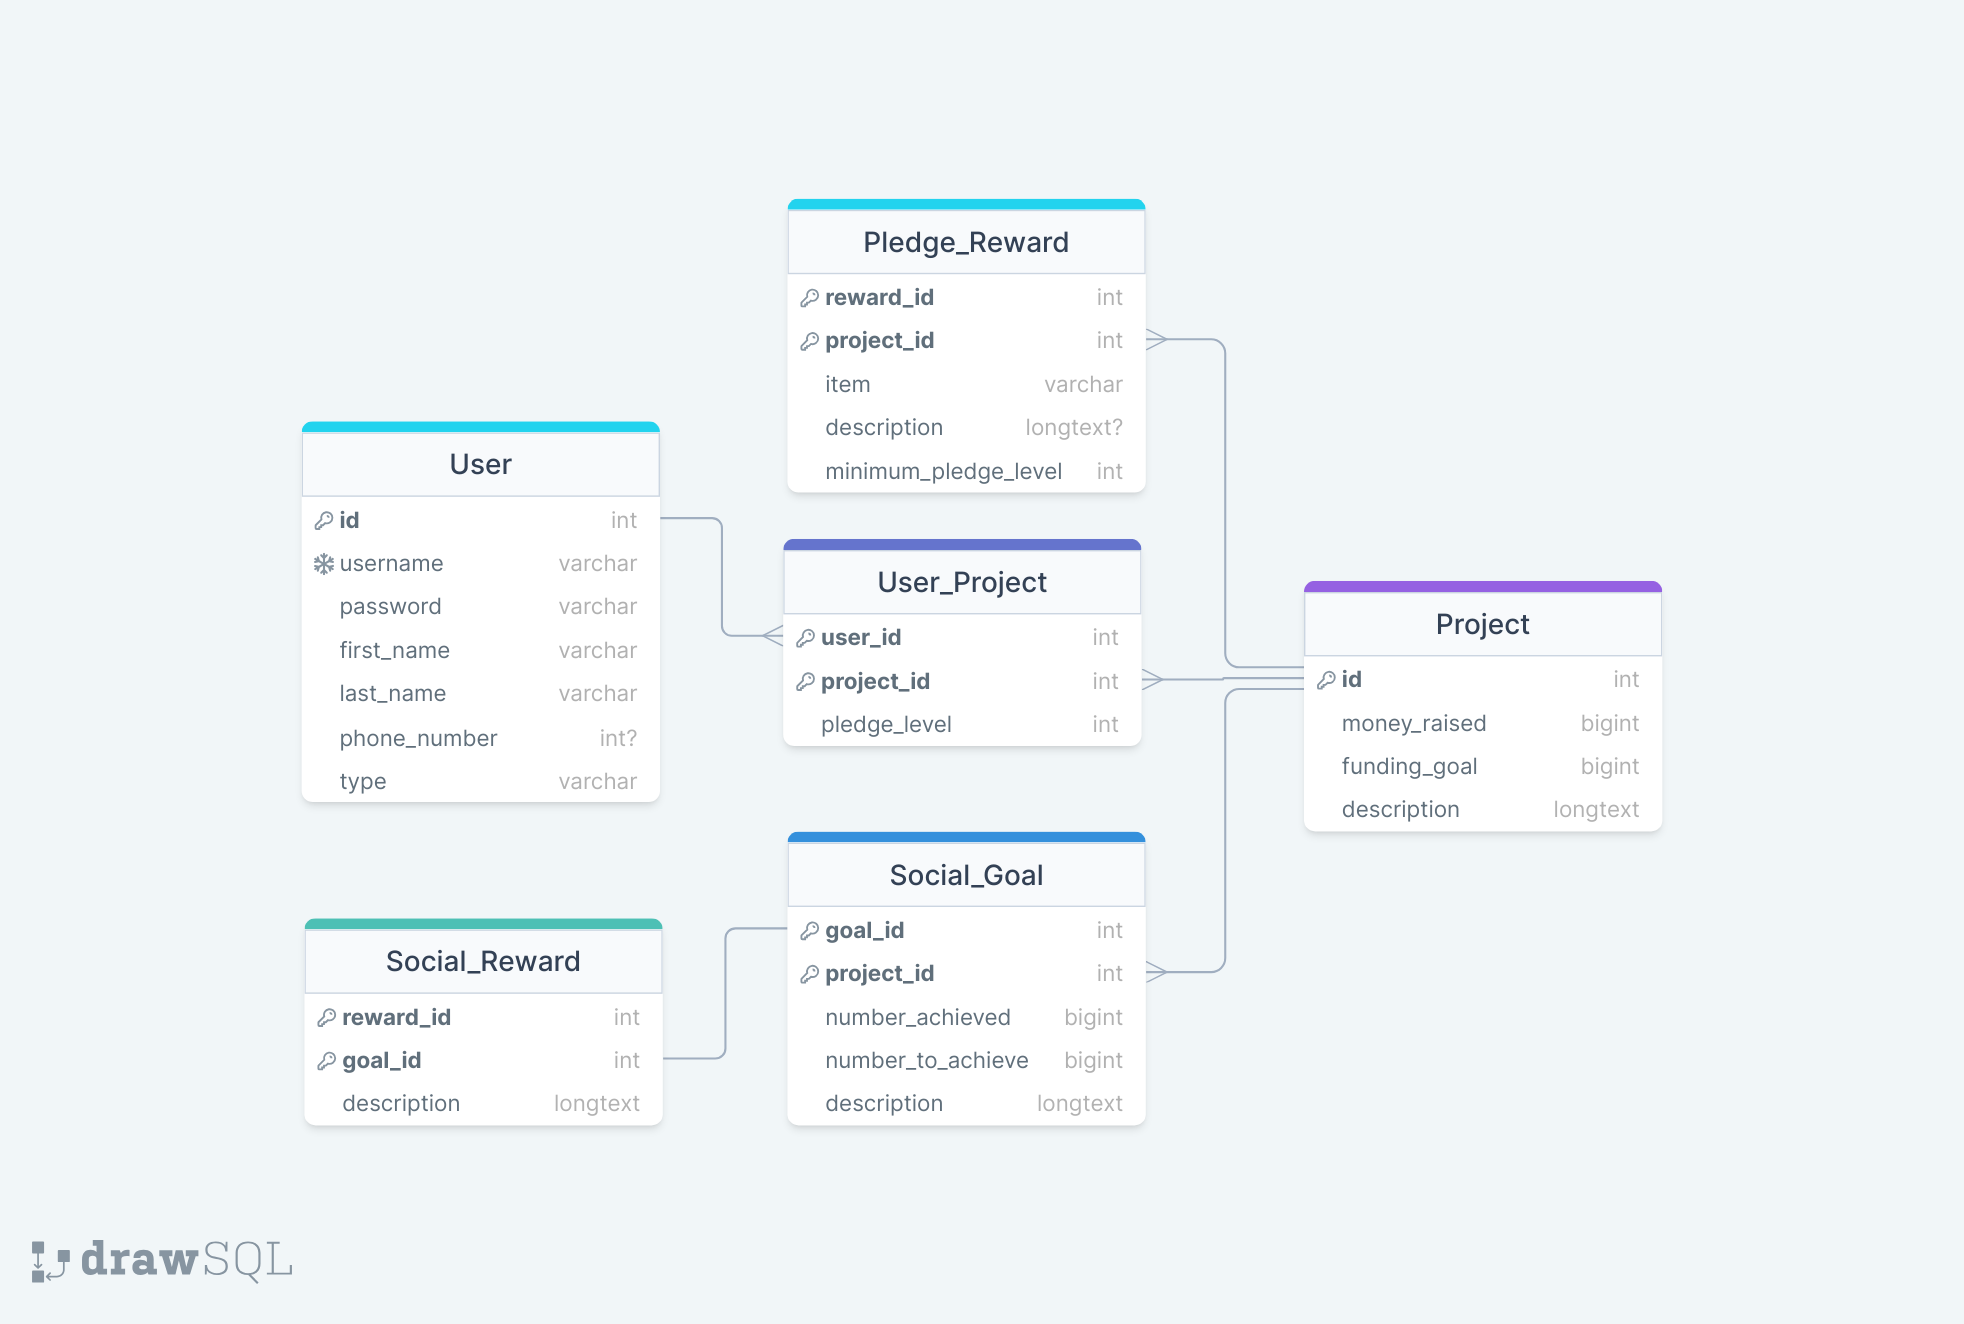 Pledge_Reward
reward_id int
project_id int
item varchar
description longtext?
minimum_pledge_level int
User
id int
username varchar
password varchar
first_name varchar
last_name varchar
phone_number int?
type varchar
User_Project
user_id int
project_id int
pledge_level int
Project
id int
money_raised bigint
funding_goal bigint
description longtext
Social_Goal
goal_id int
project_id int
number_achieved bigint
number_to_achieve bigint
description longtext
Social_Reward
reward_id int
goal_id int
description longtext
drawSQL